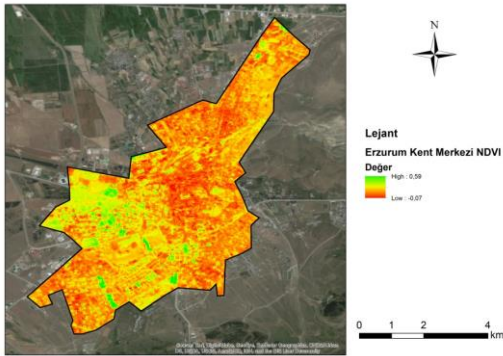 N
Lejant
Erzurum Kent Merkezi NDVI
Değer
High : 0,59
Low : -0,07
0 1 2 4
km